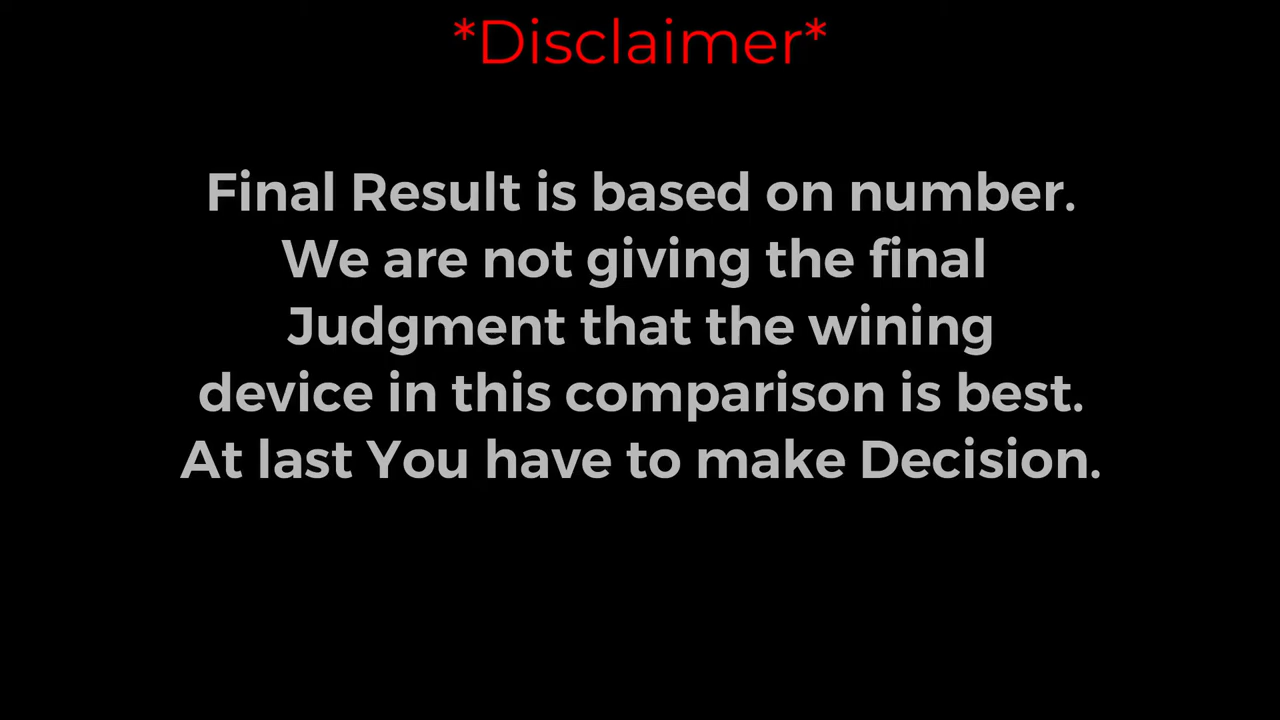 *Disclaimer*
Final Result is based on number.
We are not giving the final
Judgment that the wining
device in this comparison is best.
At last You have to make Decision.